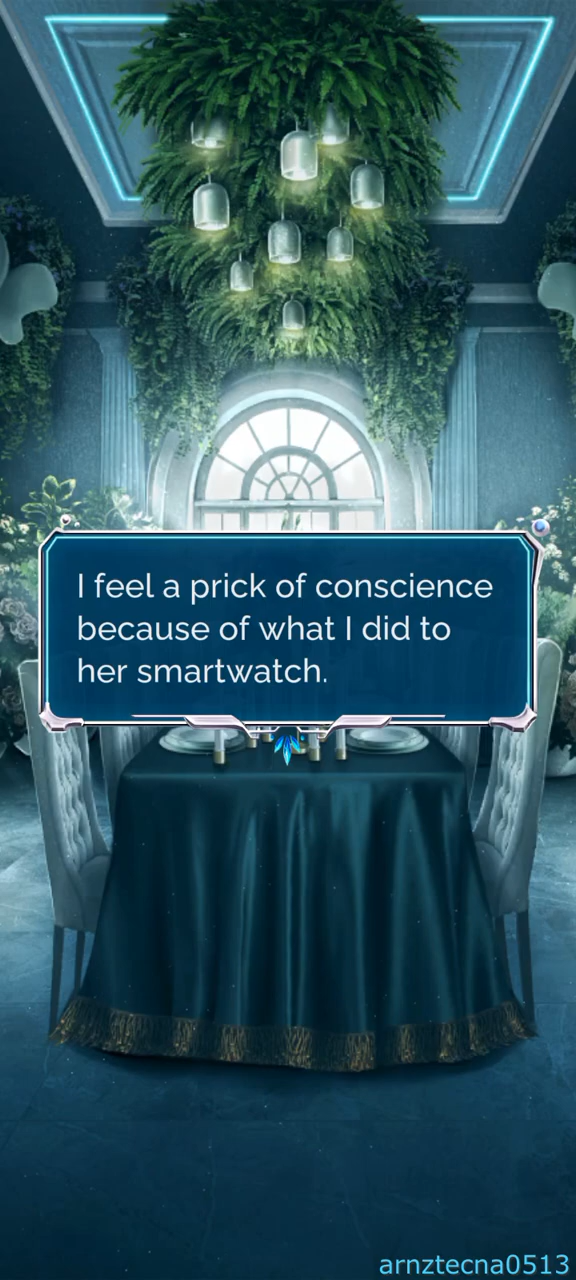 I feel a prick of conscience
because of what I did to
her smartwatch.
arnztecna0513